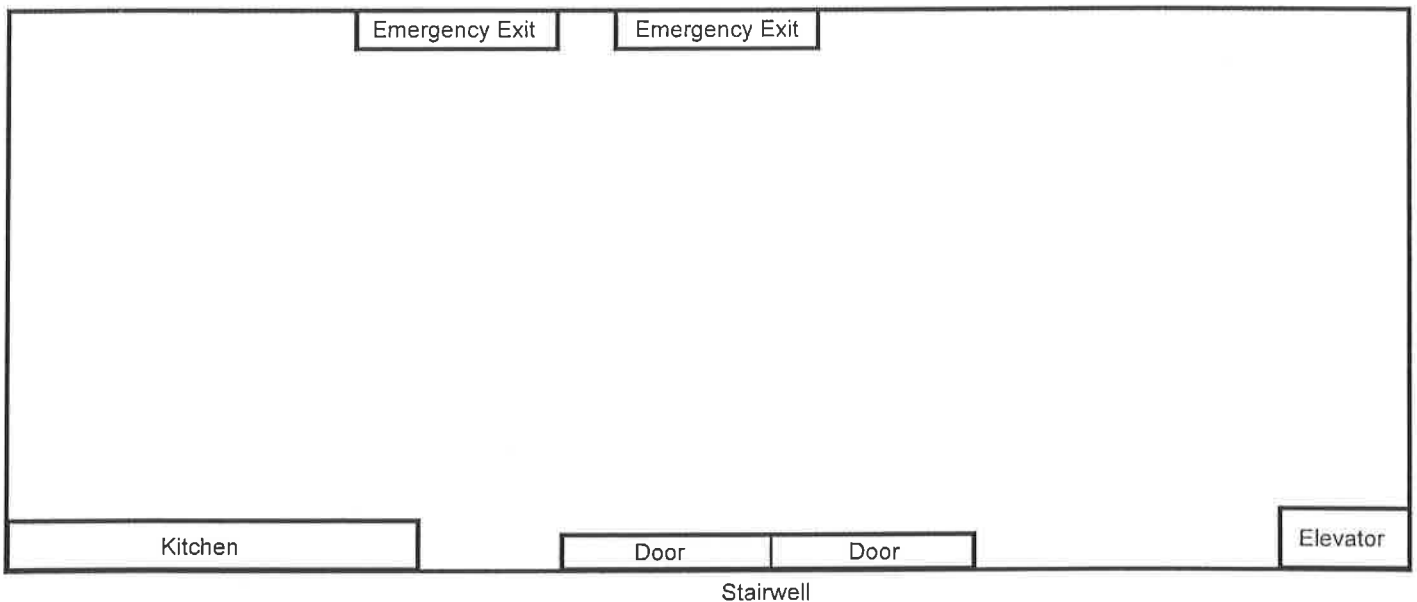 Emergency Exit
Emergency Exit
Kitchen
Door
Door
Elevator
Stairwell